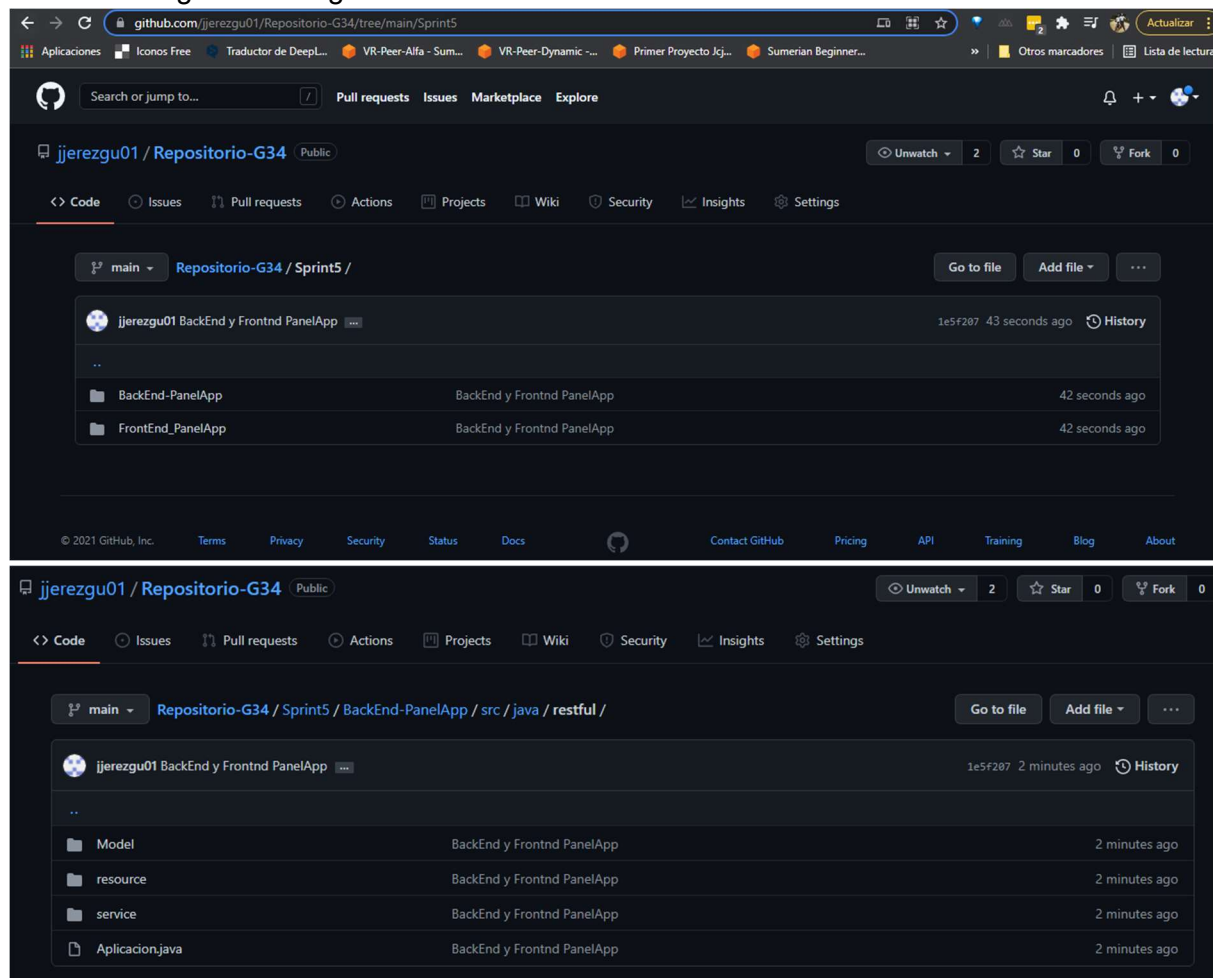 github.com/jjerezgu01/Repositorio-G34/tree/main/Sprint5 2 Actualizar
Aplicaciones Iconos Free Traductor de DeepL... VR-Peer-Alfa - Sum... VR-Peer-Dynamic -... Primer Proyecto Jcj... Sumerian Beginner... » Otros marcadores Lista de lectura
Search or jump to... / Pull requests Issues Marketplace Explore
jjerezgu01 / Repositorio-G34 Public Unwatch 2 Star 0 Fork 0
<> Code Issues Pull requests Actions Projects Wiki Security Insights Settings
main Repositorio-G34 / Sprint5 / Go to file Add file ...
jjerezgu01 BackEnd y Frontnd PanelApp ... 1e5f207 43 seconds ago History
..
BackEnd-PanelApp BackEnd y Frontnd PanelApp 42 seconds ago
FrontEnd_PanelApp BackEnd y Frontnd PanelApp 42 seconds ago
© 2021 GitHub, Inc. Terms Privacy Security Status Docs Contact GitHub Pricing API Training Blog About
jjerezgu01 / Repositorio-G34 Public Unwatch 2 Star 0 Fork 0
<> Code Issues Pull requests Actions Projects Wiki Security Insights Settings
main Repositorio-G34 / Sprint5 / BackEnd-PanelApp / src / java / restful / Go to file Add file ...
jjerezgu01 BackEnd y Frontnd PanelApp ... 1e5f207 2 minutes ago History
..
Model BackEnd y Frontnd PanelApp 2 minutes ago
resource BackEnd y Frontnd PanelApp 2 minutes ago
service BackEnd y Frontnd PanelApp 2 minutes ago
Aplicacion.java BackEnd y Frontnd PanelApp 2 minutes ago